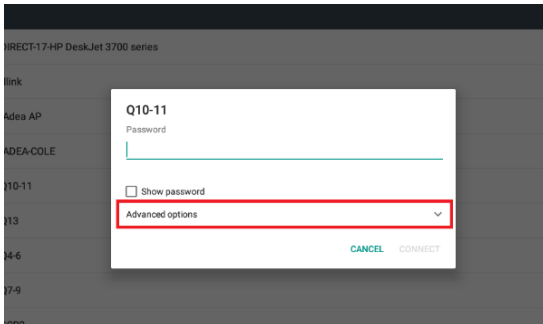 DIRECT-17-HP DeskJet 3700 series
llink
Adea AP
ADEA-COLE
Q10-11
Q13
Q4-6
Q7-9
Q10-11
Password
Show password
Advanced options
CANCEL CONNECT